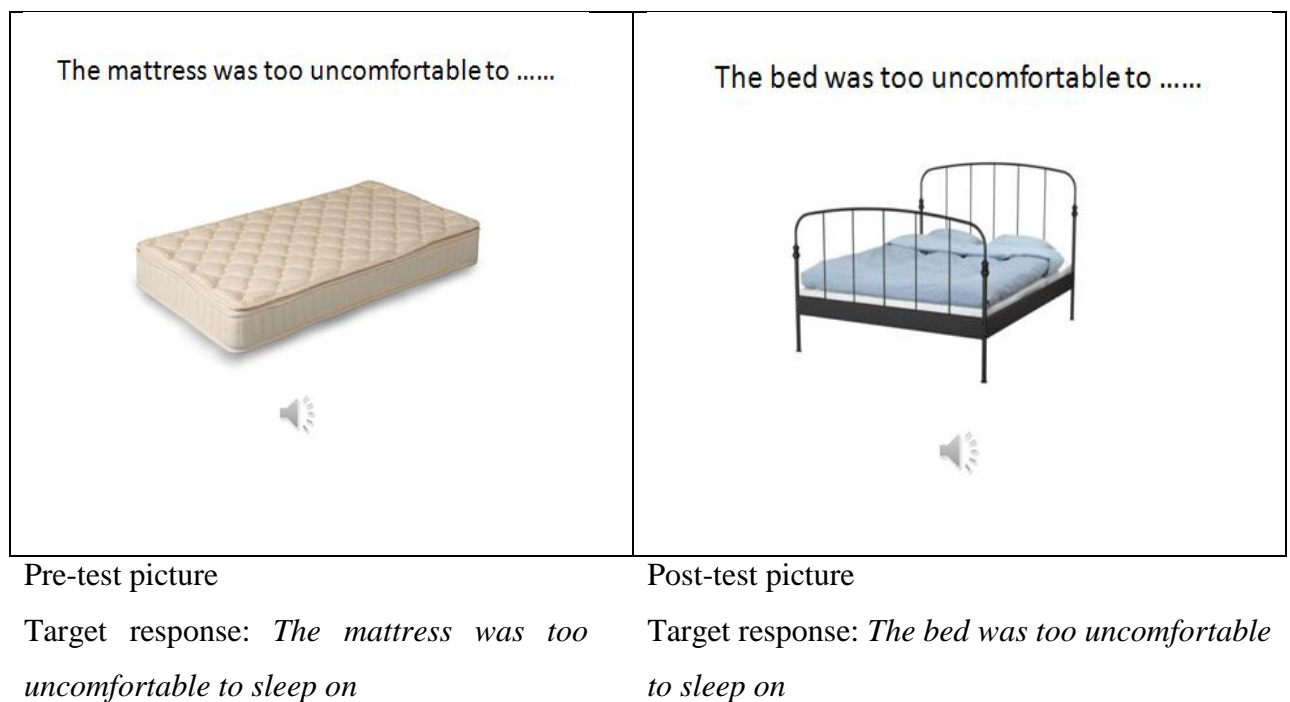 The mattress was too uncomfortable to ......
The bed was too uncomfortable to ......
Pre-test picture
Target response: The mattress was too
uncomfortable to sleep on
Post-test picture
Target response: The bed was too uncomfortable
to sleep on